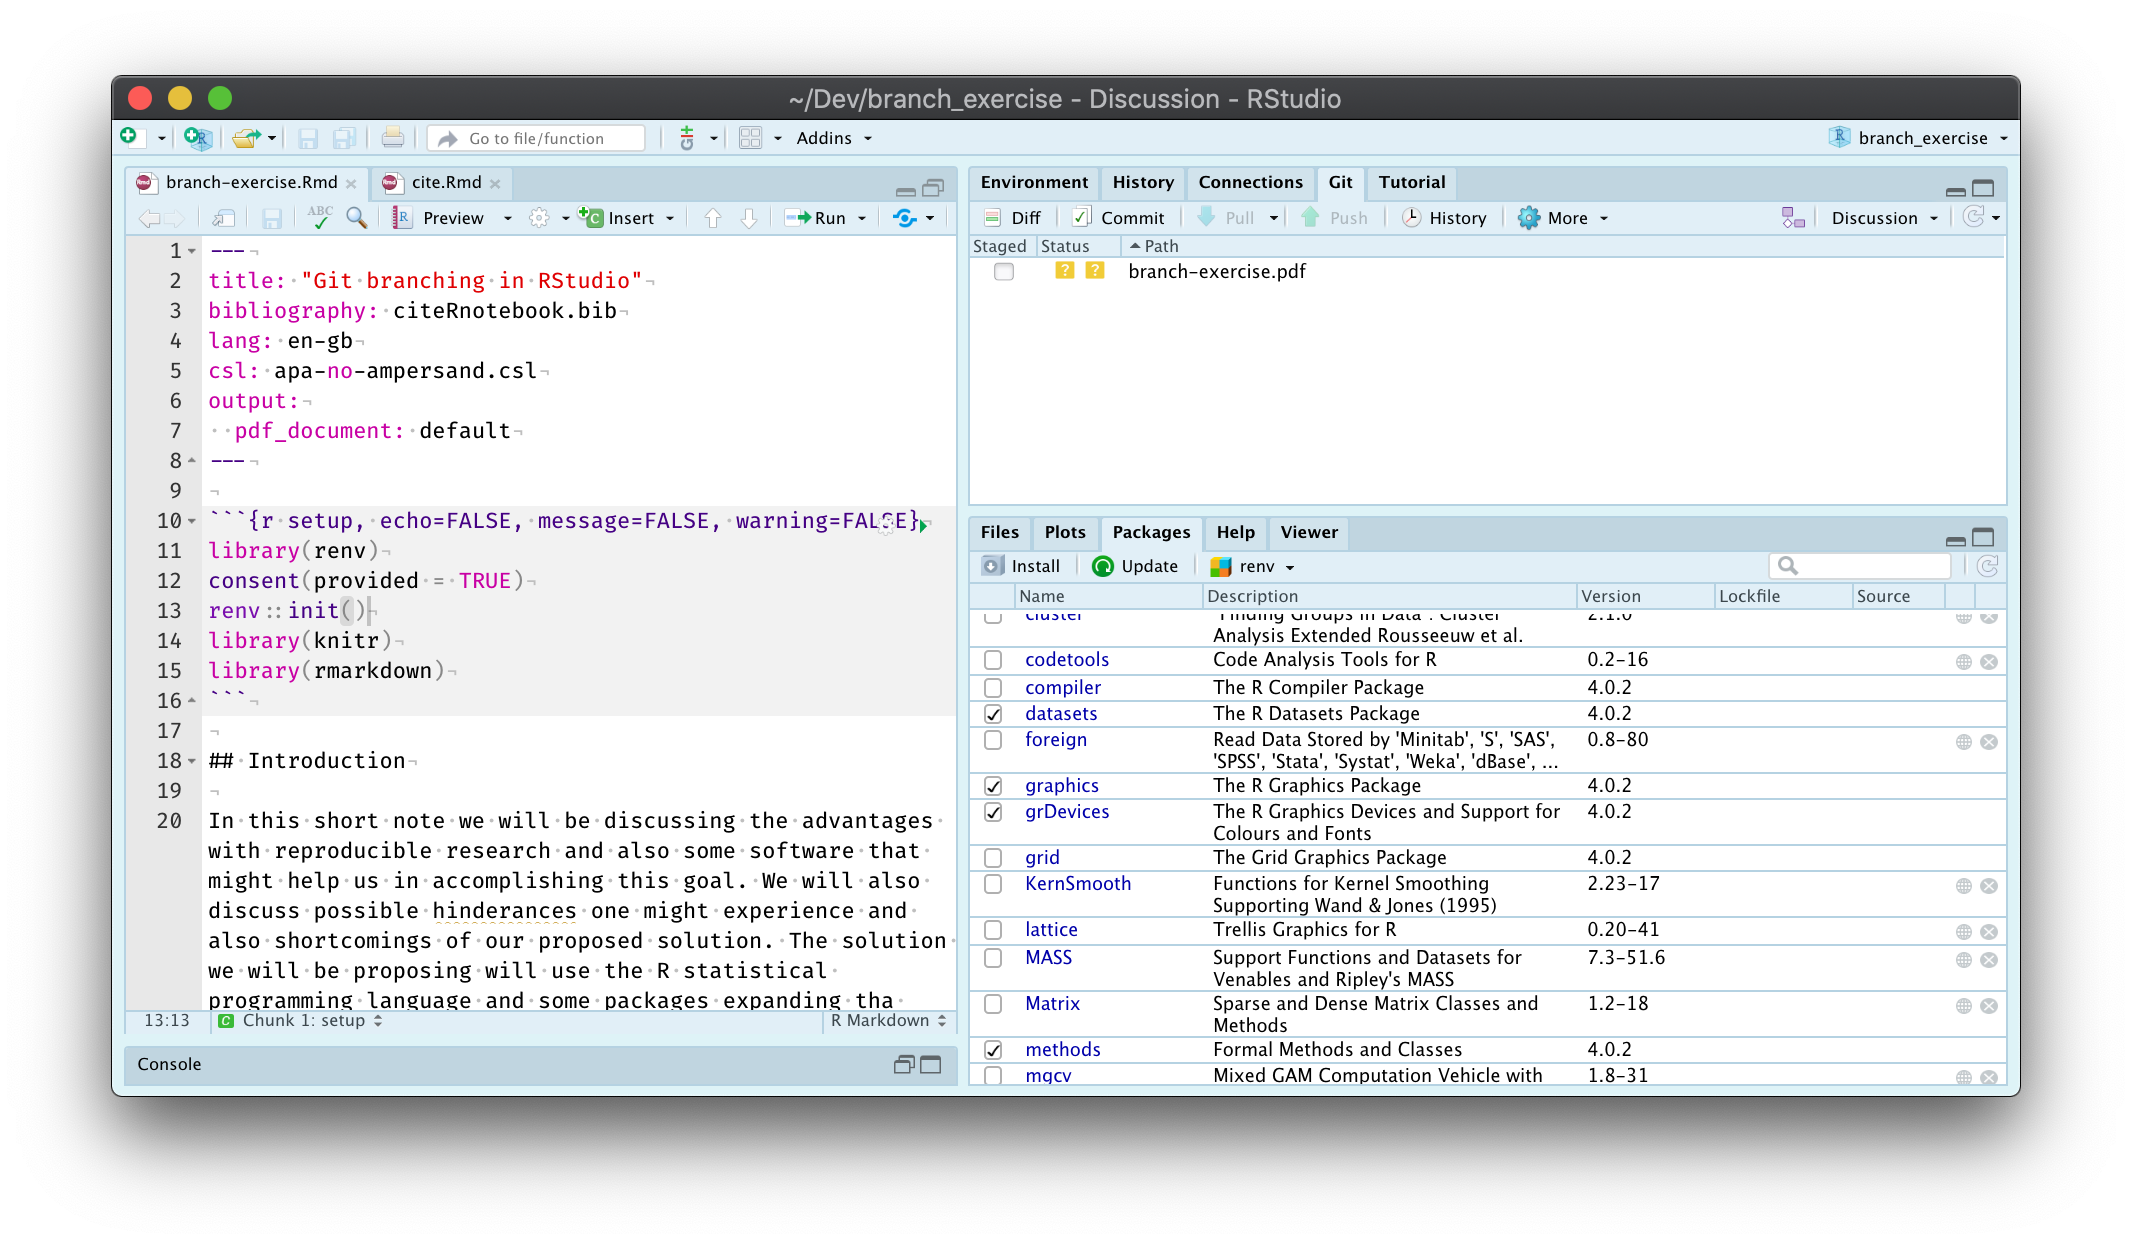 ~/Dev/branch_exercise - Discussion - RStudio
Go to file/function
Addins
branch_exercise
branch-exercise.Rmd
cite.Rmd
ABC
Preview
Insert
Run
1 ---
2 title: "Git branching in RStudio"
3 bibliography: citeRnotebook.bib
4 lang: en-gb
5 csl: apa-no-ampersand.csl
6 output:
7 pdf_document: default
8 ---
9
10 ```{r setup, echo=FALSE, message=FALSE, warning=FALSE}
11 library(renv)
12 consent(provided = TRUE)
13 renv::init()
14 library(knitr)
15 library(rmarkdown)
16 ```
17
18 ## Introduction
19
20 In this short note we will be discussing the advantages
with reproducible research and also some software that
might help us in accomplishing this goal. We will also
discuss possible hinderances one might experience and
also shortcomings of our proposed solution. The solution
we will be proposing will use the R statistical
programming language and some packages expanding tha
13:13 Chunk 1: setup R Markdown
Console
Environment History Connections Git Tutorial
Diff Commit Pull Push History More Discussion
Staged Status Path
? ? branch-exercise.pdf
Files Plots Packages Help Viewer
Install Update renv
Name Description Version Lockfile Source
cluster "Finding Groups in Data": Cluster 2.1.0
Analysis Extended Rousseeuw et al.
codetools Code Analysis Tools for R 0.2-16
compiler The R Compiler Package 4.0.2
datasets The R Datasets Package 4.0.2
foreign Read Data Stored by 'Minitab', 'S', 'SAS', 0.8-80
'SPSS', 'Stata', 'Systat', 'Weka', 'dBase', ...
graphics The R Graphics Package 4.0.2
grDevices The R Graphics Devices and Support for 4.0.2
Colours and Fonts
grid The Grid Graphics Package 4.0.2
KernSmooth Functions for Kernel Smoothing 2.23-17
Supporting Wand & Jones (1995)
lattice Trellis Graphics for R 0.20-41
MASS Support Functions and Datasets for 7.3-51.6
Venables and Ripley's MASS
Matrix Sparse and Dense Matrix Classes and 1.2-18
Methods
methods Formal Methods and Classes 4.0.2
mgcv Mixed GAM Computation Vehicle with 1.8-31